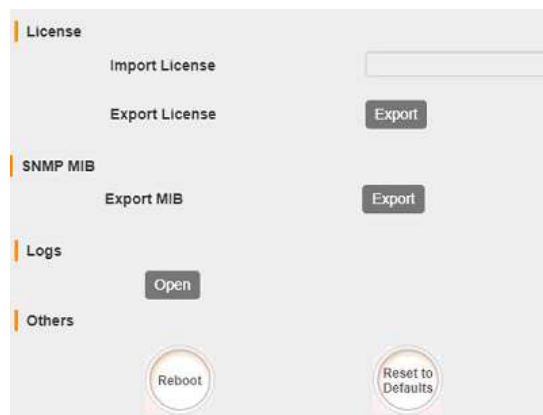 License
Import License
Export License Export
SNMP MIB
Export MIB Export
Logs
Open
Others
Reboot Reset to
Defaults